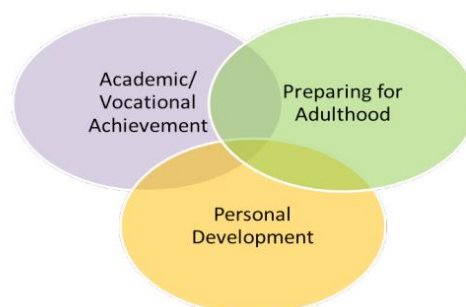 Academic/
Vocational
Achievement
Preparing for
Adulthood
Personal
Development